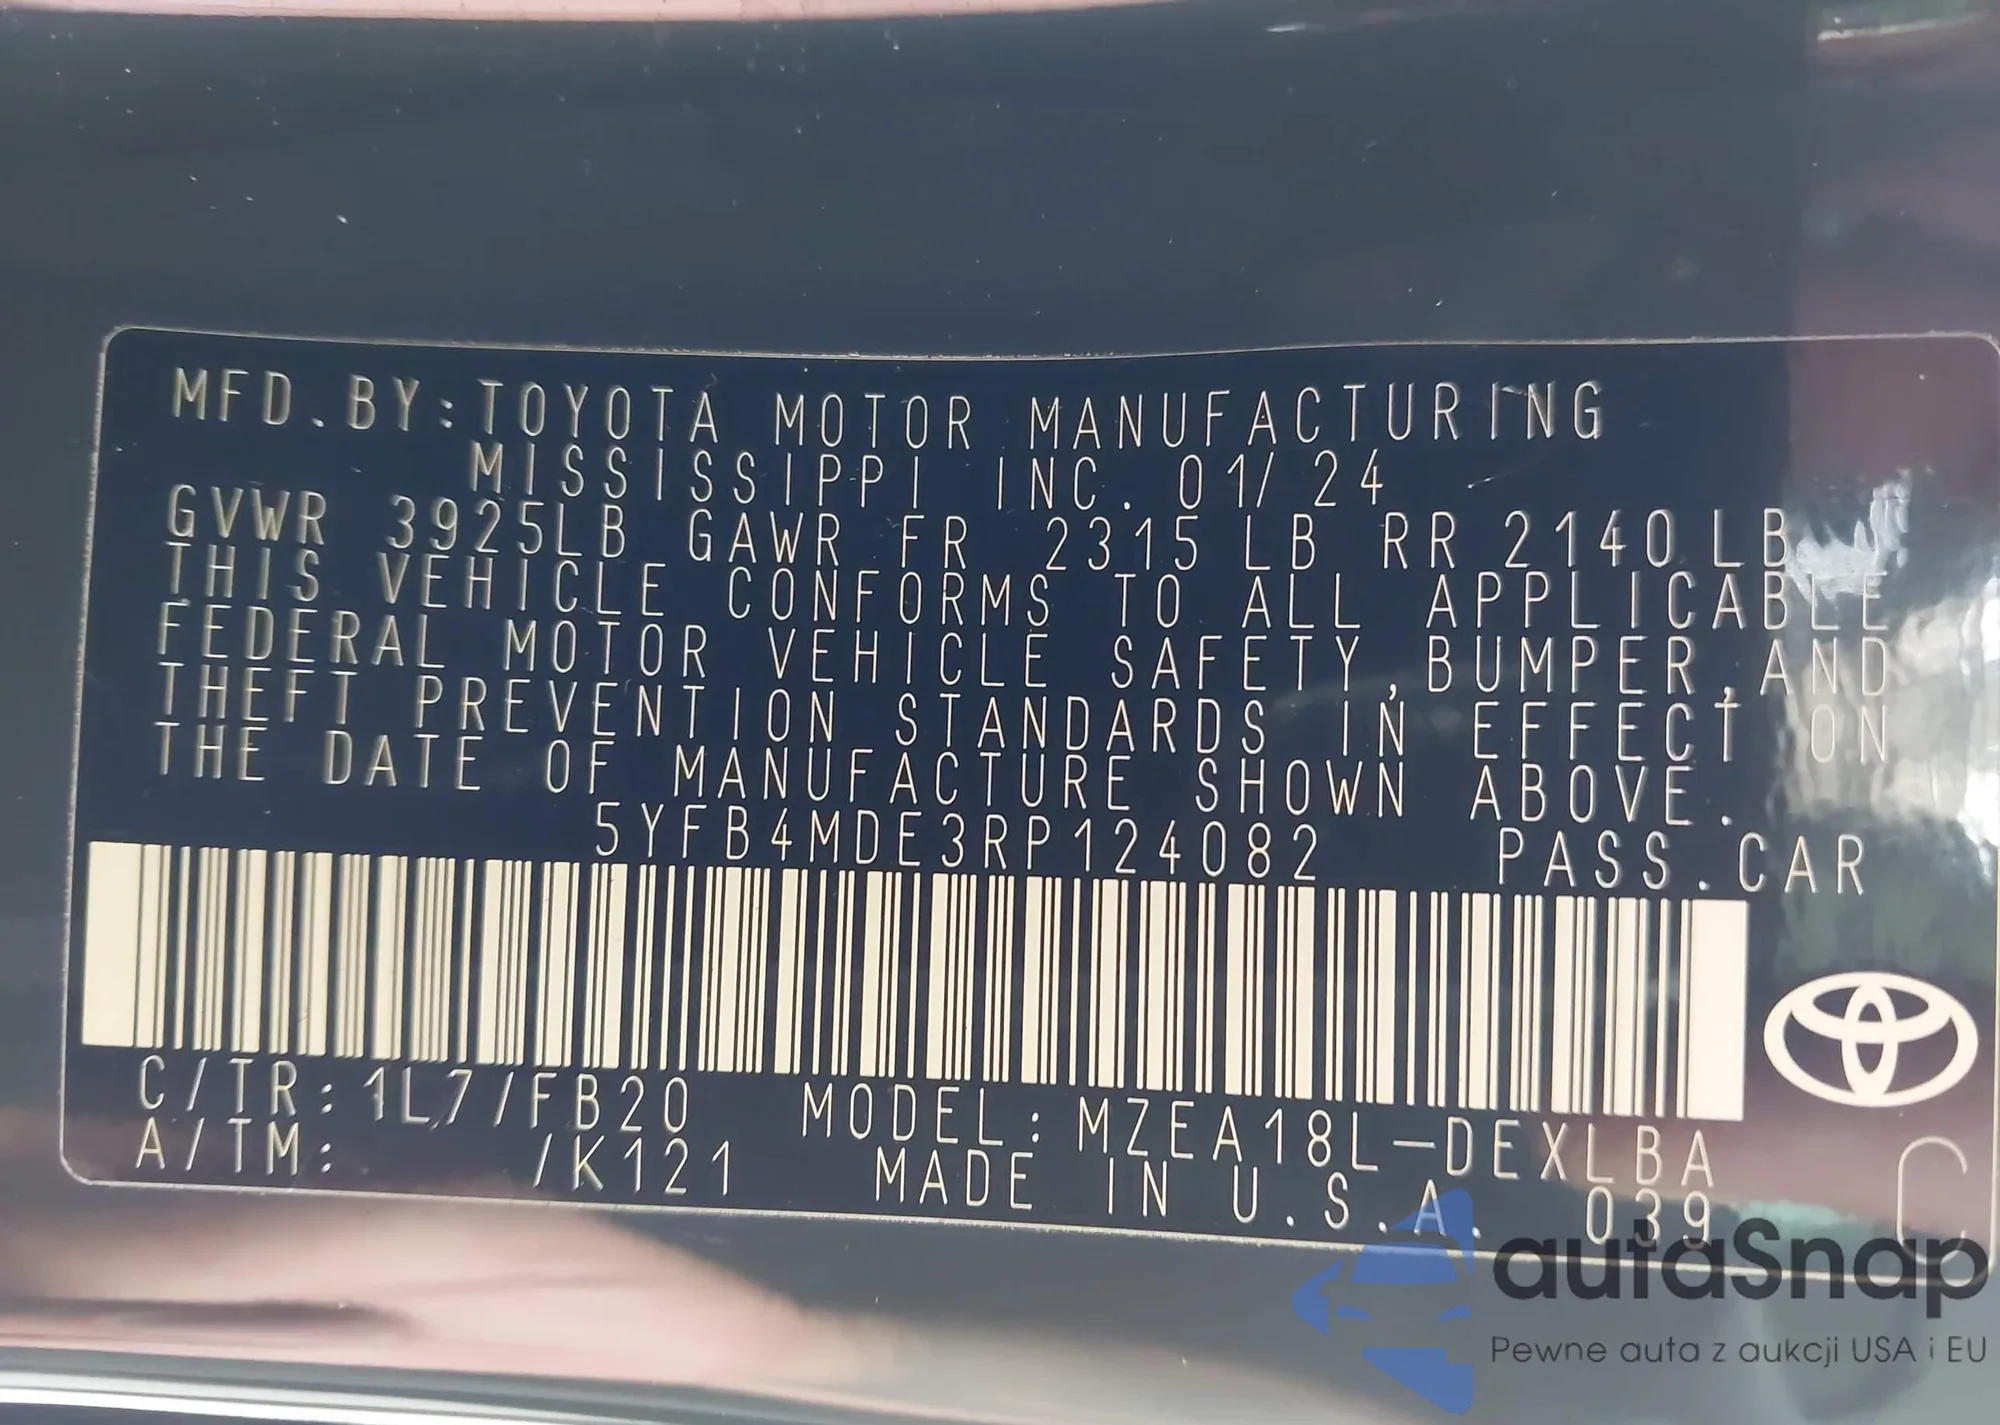 MFD.BY:TOYOTA MOTOR MANUFACTURING
MISSISSIPPI INC. 01/24
GVWR 3925LB GAWR FR 2315LB RR 2140LB
THIS VEHICLE CONFORMS TO ALL APPLICABLE
FEDERAL MOTOR VEHICLE SAFETY,BUMPER,AND
THEFT PREVENTION STANDARDS IN EFFECT ON
THE DATE OF MANUFACTURE SHOWN ABOVE.
5YFB4MDE3RP124082 PASS.CAR
C/TR:1L7/FB20 MODEL:MZEA18L-DEXLBA
A/TM: /K121 MADE IN U.S.A. 039
C
autaSnap
Pewne auta z aukcji USA i EU